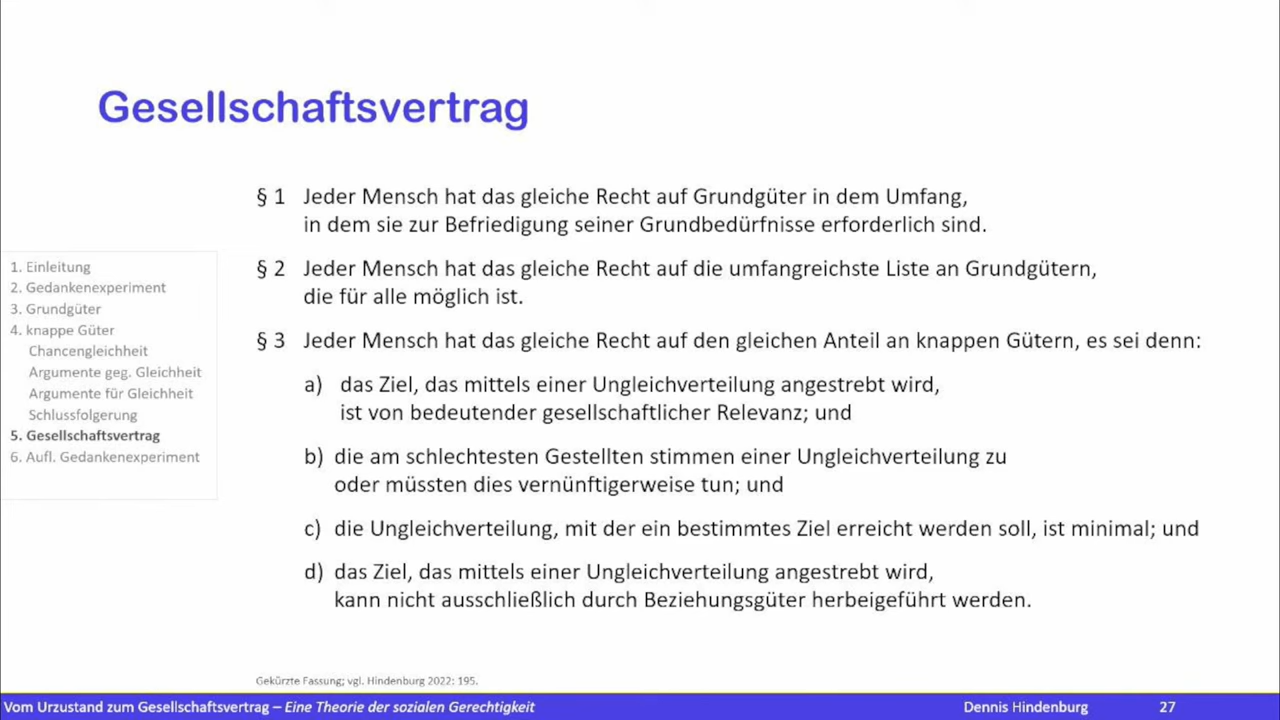 Gesellschaftsvertrag
§ 1 Jeder Mensch hat das gleiche Recht auf Grundgüter in dem Umfang,
in dem sie zur Befriedigung seiner Grundbedürfnisse erforderlich sind.
§ 2 Jeder Mensch hat das gleiche Recht auf die umfangreichste Liste an Grundgütern,
die für alle möglich ist.
§ 3 Jeder Mensch hat das gleiche Recht auf den gleichen Anteil an knappen Gütern, es sei denn:
a) das Ziel, das mittels einer Ungleichverteilung angestrebt wird,
ist von bedeutender gesellschaftlicher Relevanz; und
b) die am schlechtesten Gestellten stimmen einer Ungleichverteilung zu
oder müssten dies vernünftigerweise tun; und
c) die Ungleichverteilung, mit der ein bestimmtes Ziel erreicht werden soll, ist minimal; und
d) das Ziel, das mittels einer Ungleichverteilung angestrebt wird,
kann nicht ausschließlich durch Beziehungsgüter herbeigeführt werden.
1. Einleitung
2. Gedankenexperiment
3. Grundgüter
4. knappe Güter
Chancengleichheit
Argumente geg. Gleichheit
Argumente für Gleichheit
Schlussfolgerung
5. Gesellschaftsvertrag
6. Aufl. Gedankenexperiment
Gekürzte Fassung; vgl. Hindenburg 2022: 195.
Vom Urzustand zum Gesellschaftsvertrag – Eine Theorie der sozialen Gerechtigkeit
Dennis Hindenburg
27